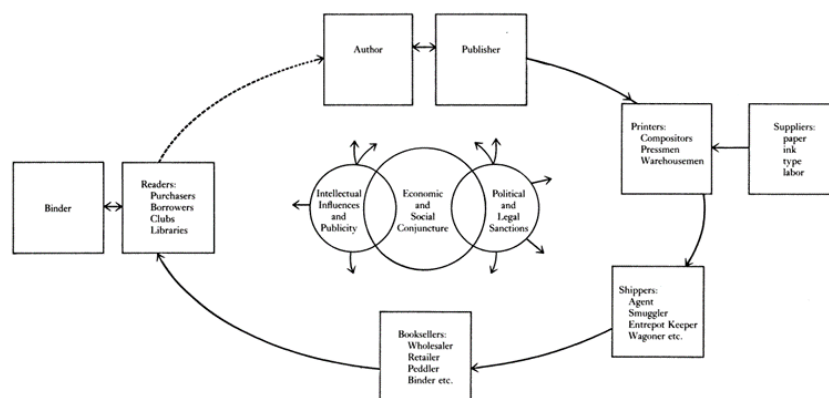 Author
Publisher
Printers:
Compositors
Pressmen
Warehousemen
Suppliers:
paper
ink
type
labor
Binder
Readers:
Purchasers
Borrowers
Clubs
Libraries
Intellectual
Influences
and
Publicity
Economic
and
Social
Conjuncture
Political
and
Legal
Sanctions
Shippers:
Agent
Smuggler
Entrepot Keeper
Wagoner etc.
Booksellers:
Wholesaler
Retailer
Peddler
Binder etc.